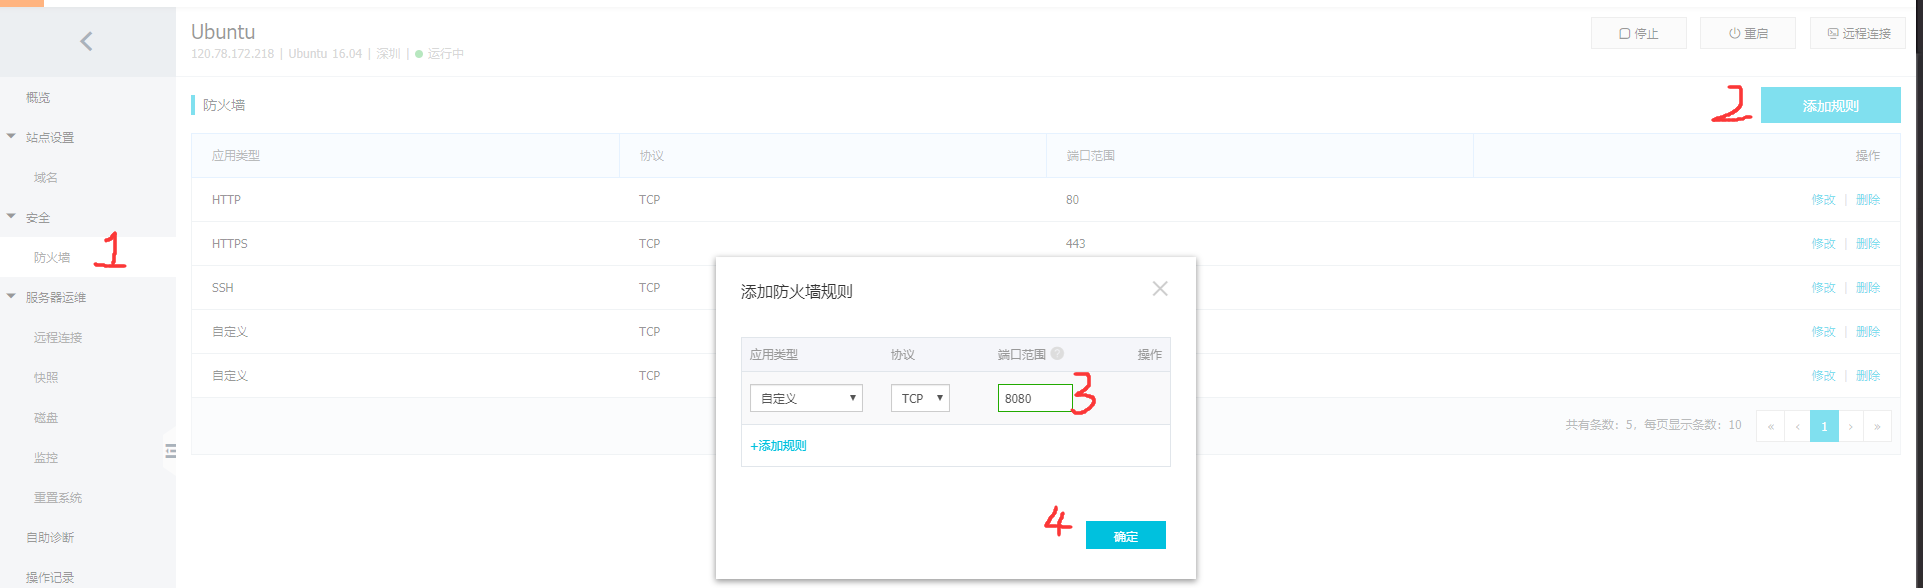 Ubuntu
120.78.172.218 | Ubuntu 16.04 | 深圳 | 运行中
停止
重启
远程连接
概览
站点设置
域名
安全
防火墙
1
服务器运维
远程连接
快照
磁盘
监控
重置系统
自助诊断
操作记录
防火墙
2
添加规则
应用类型 协议 端口范围 操作
HTTP TCP 80 修改 | 删除
HTTPS TCP 443 修改 | 删除
SSH TCP 修改 | 删除
自定义 TCP 修改 | 删除
自定义 TCP 修改 | 删除
共有条数: 5, 每页显示条数: 10 « ‹ 1 › »
添加防火墙规则
应用类型 协议 端口范围 ? 操作
自定义 TCP 8080
3
+添加规则
4
确定